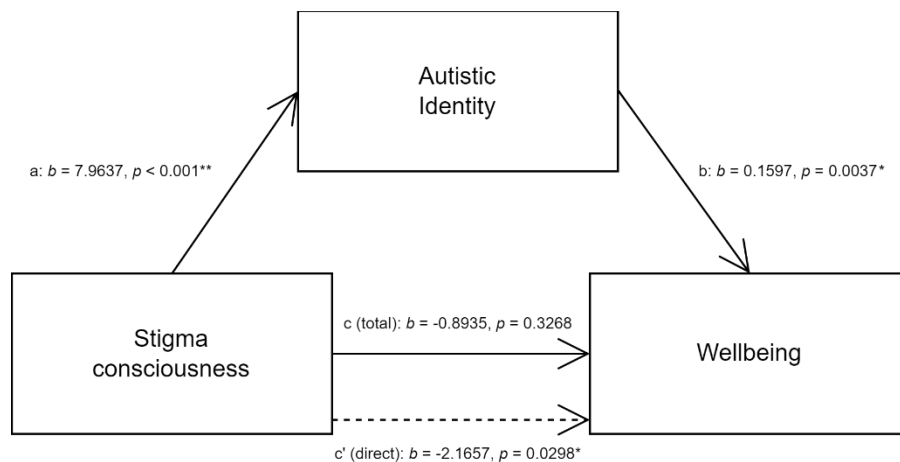 Autistic
Identity
a: b = 7.9637, p < 0.001**
b: b = 0.1597, p = 0.0037*
Stigma
consciousness
c (total): b = -0.8935, p = 0.3268
Wellbeing
c' (direct): b = -2.1657, p = 0.0298*